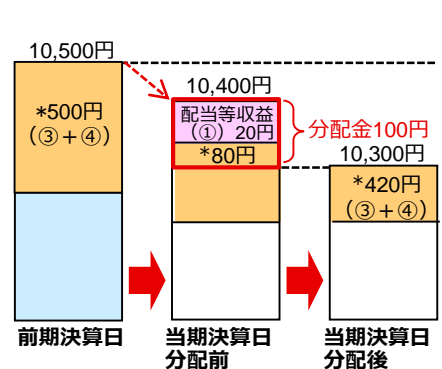 10,500円
*500円
（③＋④）
10,400円
配当等収益
（①）20円
*80円
分配金100円
10,300円
*420円
（③＋④）
前期決算日
当期決算日
分配前
当期決算日
分配後